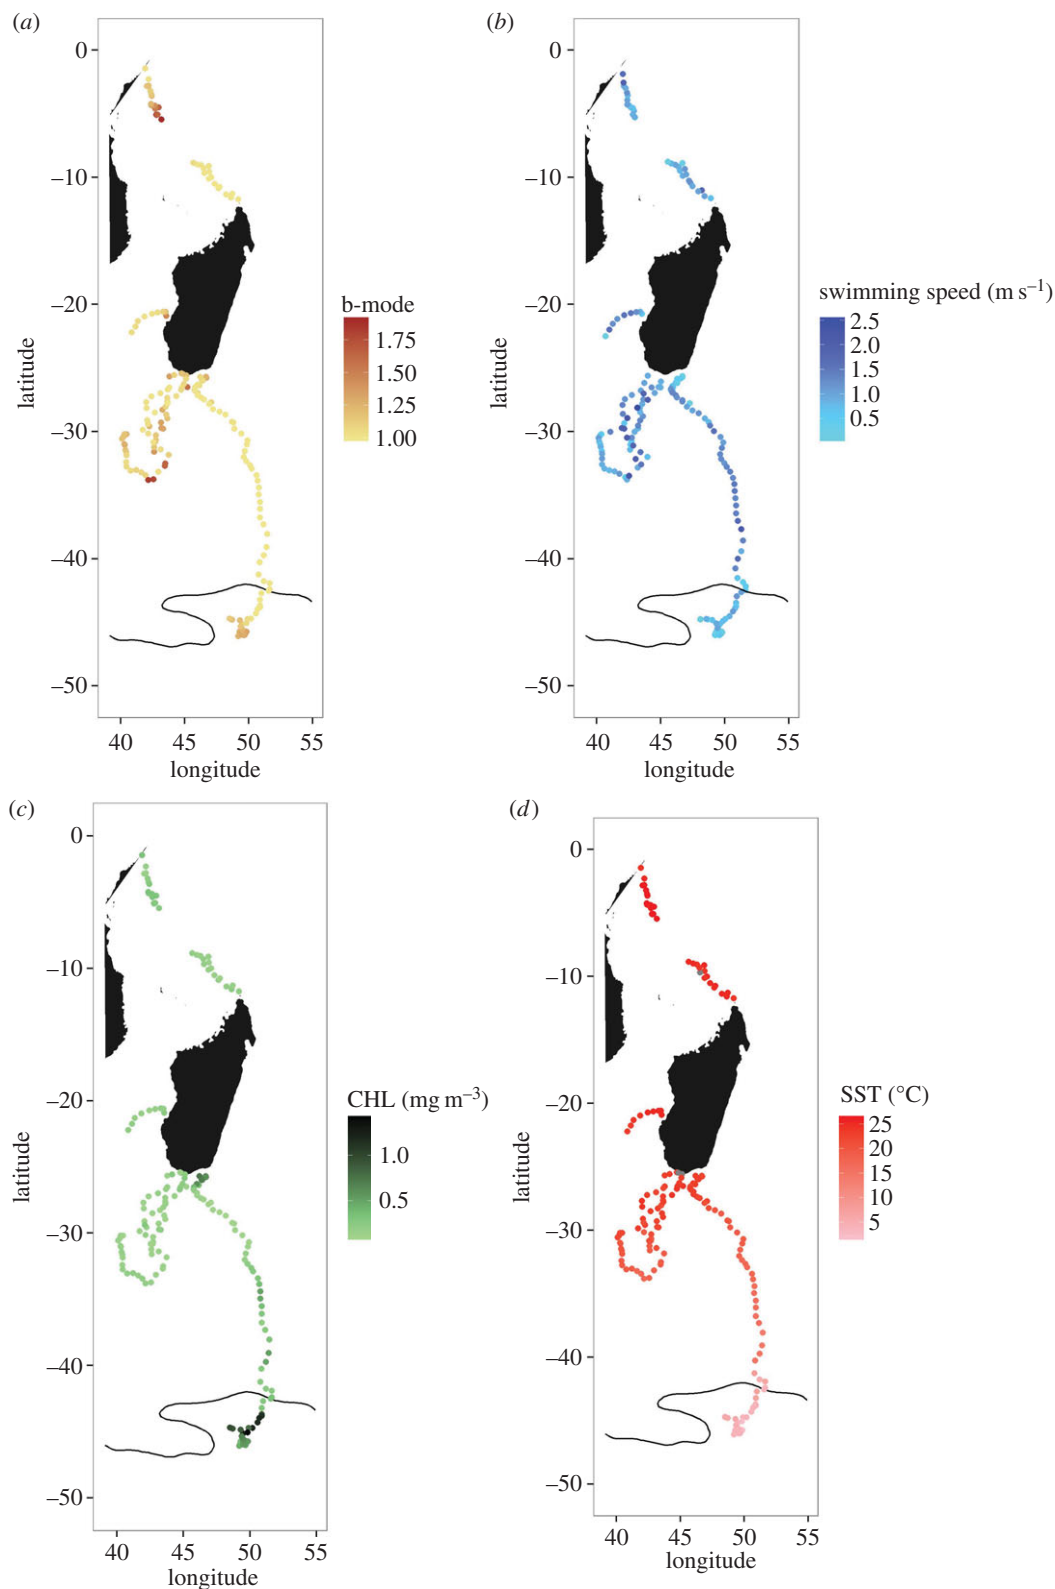 (a)
0
–10
–20
–30
–40
–50
latitude
40 45 50 55
longitude
b-mode
1.75
1.50
1.25
1.00
(b)
0
–10
–20
–30
–40
–50
latitude
40 45 50 55
longitude
swimming speed (m s⁻¹)
2.5
2.0
1.5
1.0
0.5
(c)
0
–10
–20
–30
–40
–50
latitude
40 45 50 55
longitude
CHL (mg m⁻³)
1.0
0.5
(d)
0
–10
–20
–30
–40
–50
latitude
40 45 50 55
longitude
SST (°C)
25
20
15
10
5